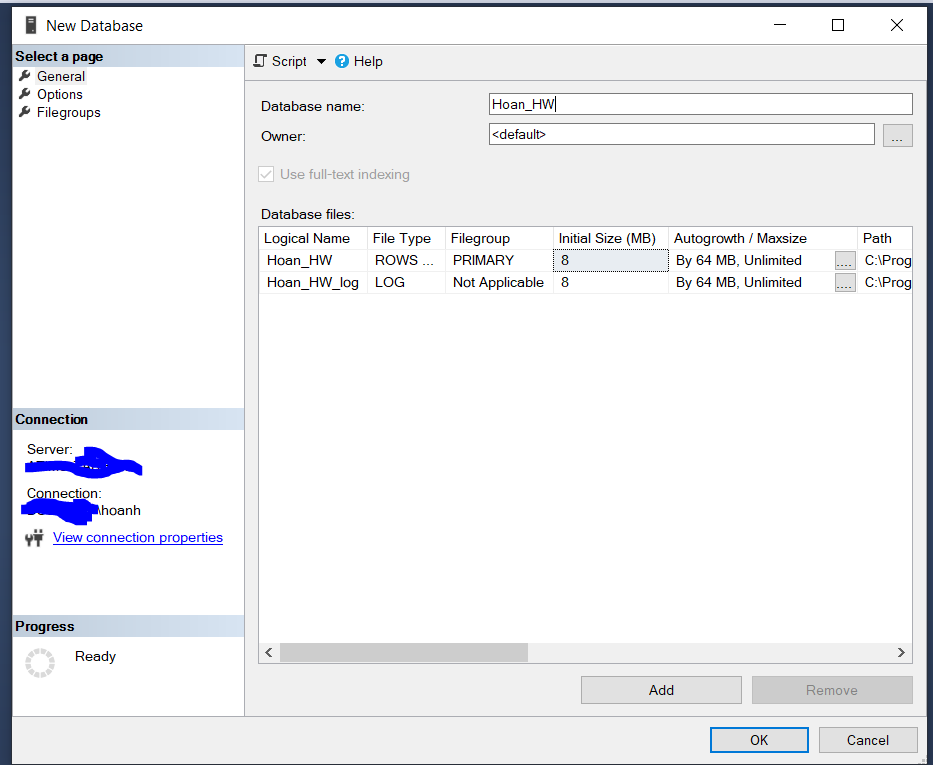 New Database
Select a page
General
Options
Filegroups
Script Help
Database name: Hoan_HW
Owner: <default> ...
Use full-text indexing
Database files:
Logical Name File Type Filegroup Initial Size (MB) Autogrowth / Maxsize Path
Hoan_HW ROWS ... PRIMARY 8 By 64 MB, Unlimited .... C:\Prog
Hoan_HW_log LOG Not Applicable 8 By 64 MB, Unlimited .... C:\Prog
Connection
Server:
Connection:
\hoanh
View connection properties
Progress
Ready
Add Remove
OK Cancel